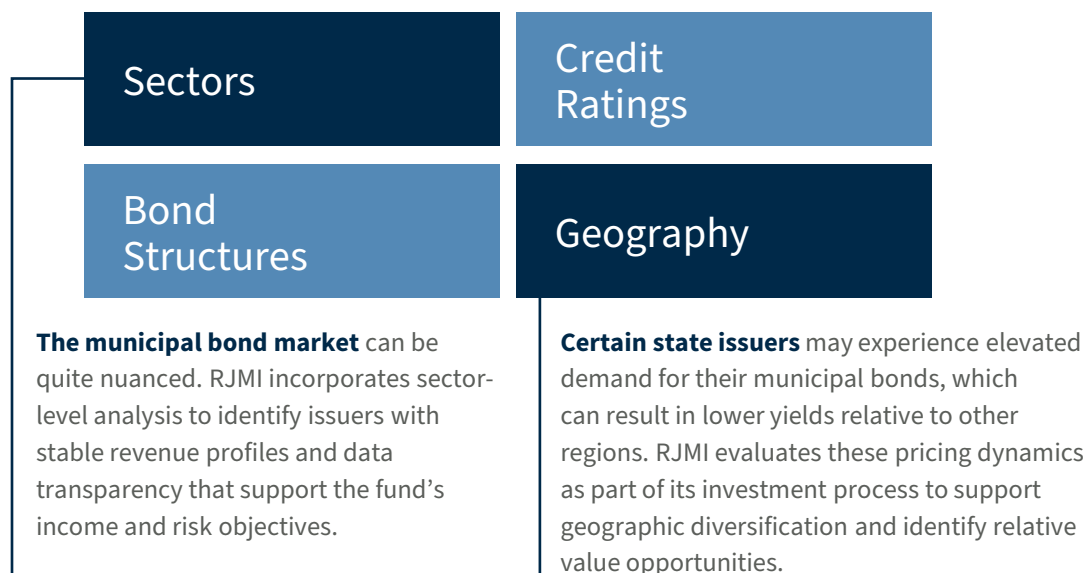 Sectors
Credit
Ratings
Bond
Structures
Geography
The municipal bond market can be
quite nuanced. RJMI incorporates sector-
level analysis to identify issuers with
stable revenue profiles and data
transparency that support the fund’s
income and risk objectives.
Certain state issuers may experience elevated
demand for their municipal bonds, which
can result in lower yields relative to other
regions. RJMI evaluates these pricing dynamics
as part of its investment process to support
geographic diversification and identify relative
value opportunities.